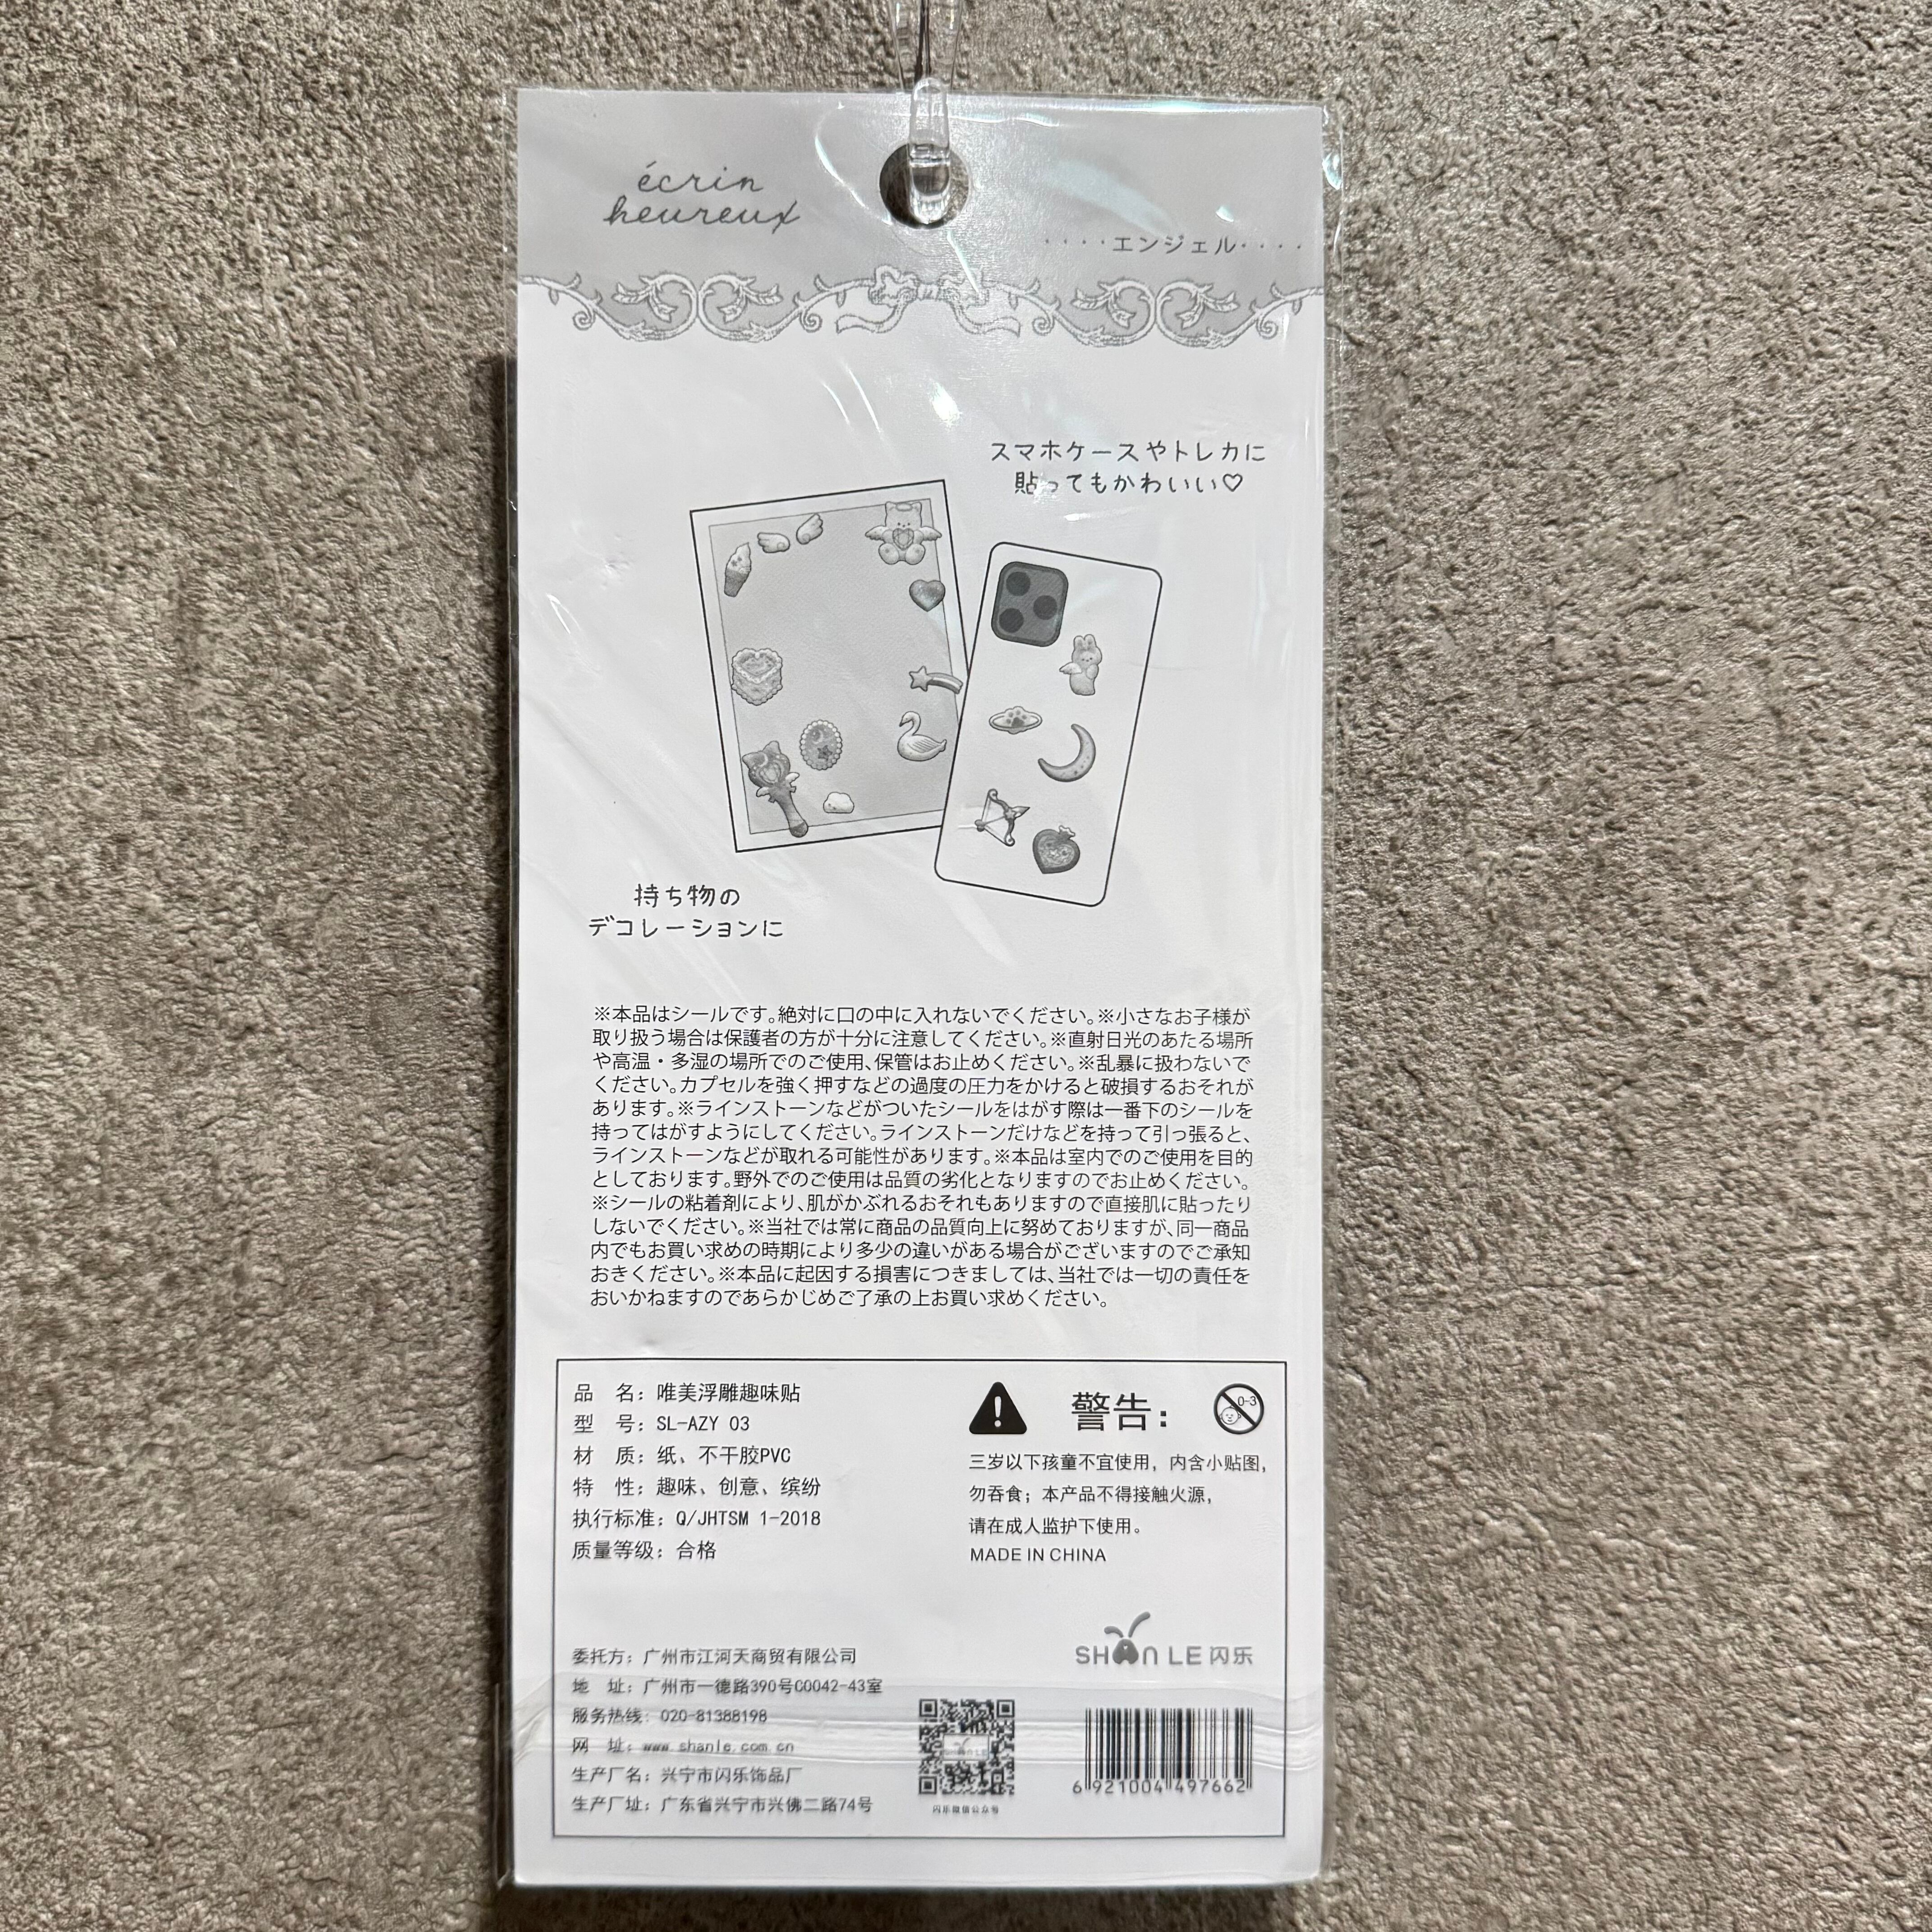 écrin
heureux
····エンジェル····
スマホケースやトレカに
貼ってもかわいい♡
持ち物の
デコレーションに
※本品はシールです。絶対に口の中に入れないでください。※小さなお子様が
取り扱う場合は保護者の方が十分に注意してください。※直射日光のあたる場所
や高温・多湿の場所でのご使用、保管はお止めください。※乱暴に扱わないで
ください。カプセルを強く押すなどの過度の圧力をかけると破損するおそれが
あります。※ラインストーンなどがついたシールをはがす際は一番下のシールを
持ってはがすようにしてください。ラインストーンだけなどを持って引っ張ると、
ラインストーンなどが取れる可能性があります。※本品は室内でのご使用を目的
としております。野外でのご使用は品質の劣化となりますのでお止めください。
※シールの粘着剤により、肌がかぶれるおそれもありますので直接肌に貼ったり
しないでください。※当社では常に商品の品質向上に努めておりますが、同一商品
内でもお買い求めの時期により多少の違いがある場合がございますのでご承知
おきください。※本品に起因する損害につきましては、当社では一切の責任を
おいかねますのであらかじめご了承の上お買い求めください。
品 名：唯美浮雕趣味贴
型 号：SL-AZY 03
材 质：纸、不干胶PVC
特 性：趣味、创意、缤纷
执行标准：Q/JHTSM 1-2018
质量等级：合格
警告：
0-3
三岁以下孩童不宜使用，内含小贴图，
勿吞食；本产品不得接触火源，
请在成人监护下使用。
MADE IN CHINA
委托方：广州市江河天商贸有限公司
地 址：广州市一德路390号C0042-43室
服务热线：020-81388198
网 址：www.shanle.com.cn
生产厂名：兴宁市闪乐饰品厂
生产厂址：广东省兴宁市兴佛二路74号
SHAN LE 闪乐
闪乐微信公众号
6 921004 497662